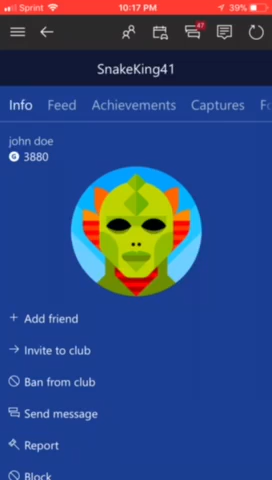 Sprint 10:17 PM 39%
47
SnakeKing41
Info Feed Achievements Captures
john doe
G 3880
Add friend
Invite to club
Ban from club
Send message
Report
Block